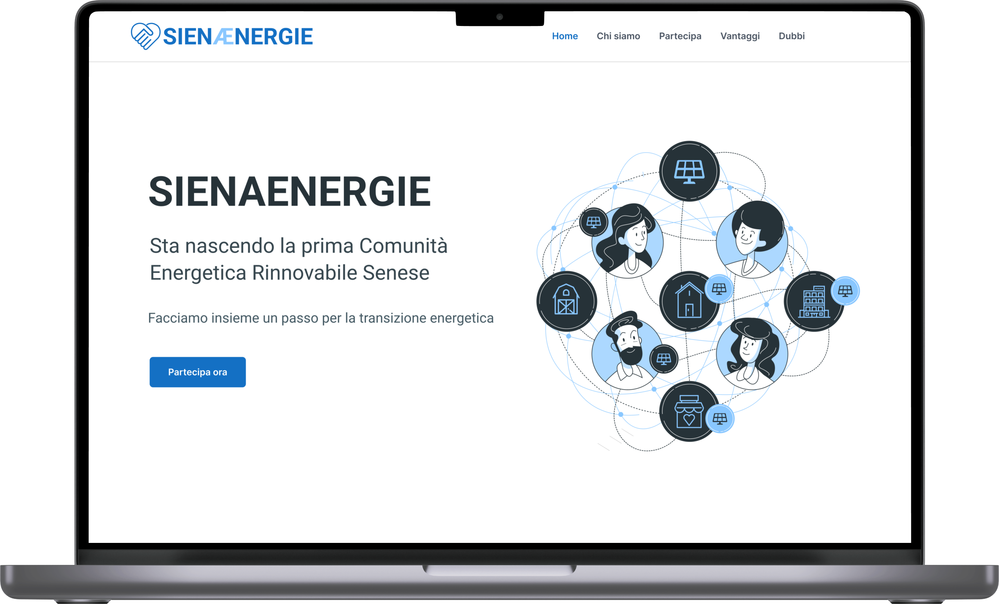 SIENÆNERGIE
Home Chi siamo Partecipa Vantaggi Dubbi
SIENAENERGIE
Sta nascendo la prima Comunità
Energetica Rinnovabile Senese
Facciamo insieme un passo per la transizione energetica
Partecipa ora